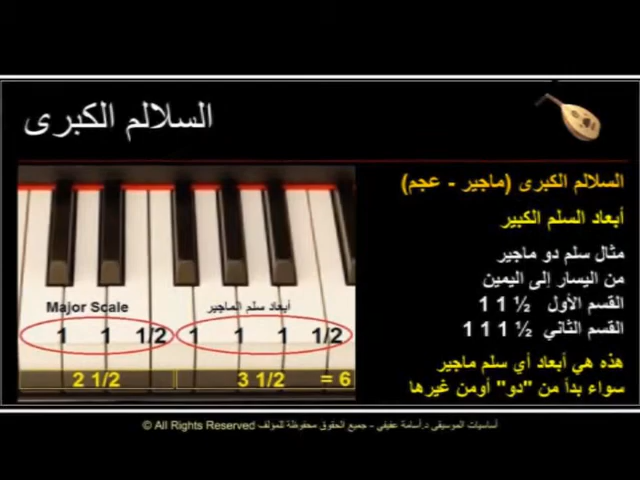 السلالم الكبرى
السلالم الكبرى (ماجير - عجم)
أبعاد السلم الكبير
مثال سلم دو ماجير
من اليسار إلى اليمين
القسم الأول ½ 1 1
القسم الثاني ½ 1 1 1
هذه هي أبعاد أي سلم ماجير
سواء بدأ من "دو" أومن غيرها
Major Scale
أبعاد سلم الماجير
1 1 1/2 1 1 1 1/2
2 1/2 3 1/2 = 6
أساسيات الموسيقى د.أسامة عفيفي - جميع الحقوق محفوظة للمؤلف All Rights Reserved ©